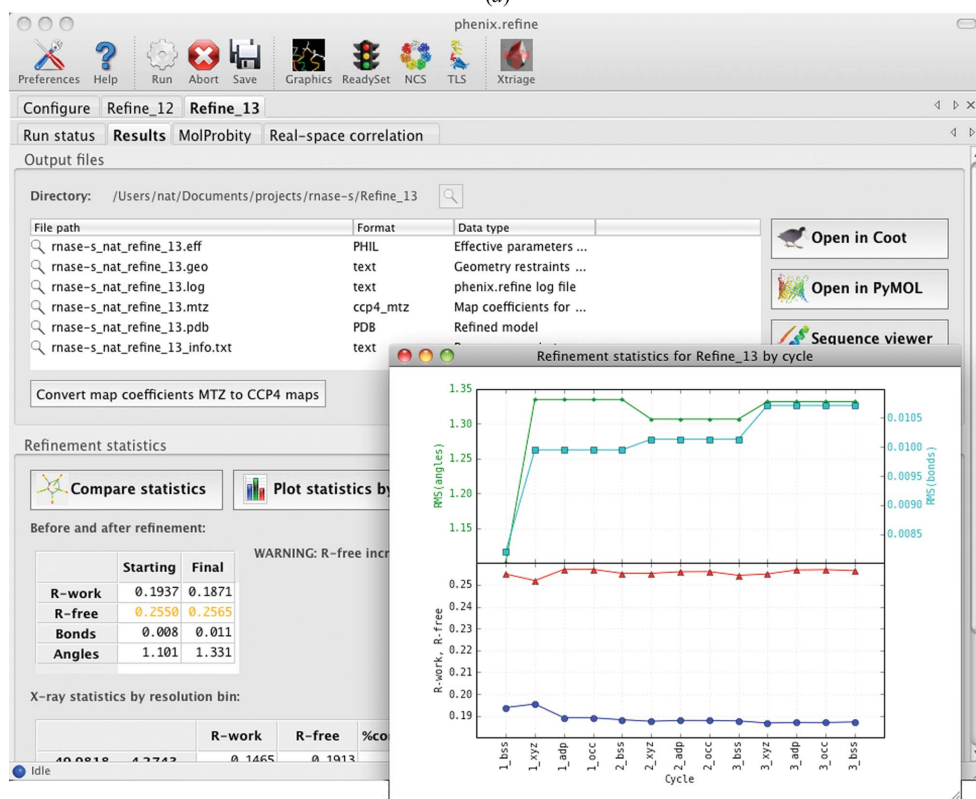 (a)
phenix.refine
Preferences Help Run Abort Save Graphics ReadySet NCS TLS Xtriage
Configure Refine_12 Refine_13
Run status Results MolProbity Real-space correlation
Output files
Directory: /Users/nat/Documents/projects/rnase-s/Refine_13
File path Format Data type
rnase-s_nat_refine_13.eff PHIL Effective parameters ...
rnase-s_nat_refine_13.geo text Geometry restraints ...
rnase-s_nat_refine_13.log text phenix.refine log file
rnase-s_nat_refine_13.mtz ccp4_mtz Map coefficients for ...
rnase-s_nat_refine_13.pdb PDB Refined model
rnase-s_nat_refine_13_info.txt text
Open in Coot
Open in PyMOL
Sequence viewer
Convert map coefficients MTZ to CCP4 maps
Refinement statistics
Compare statistics Plot statistics by
Before and after refinement:
WARNING: R-free incr
Starting Final
R-work 0.1937 0.1871
R-free 0.2550 0.2565
Bonds 0.008 0.011
Angles 1.101 1.331
X-ray statistics by resolution bin:
R-work R-free %co
49.9818 4.2743 0.1465 0.1913
Idle
Refinement statistics for Refine_13 by cycle
1.35
1.30
1.25
1.20
1.15
RMS(angles)
0.0105
0.0100
0.0095
0.0090
0.0085
RMS(bonds)
0.25
0.24
0.23
0.22
0.21
0.20
0.19
R-work, R-free
1_bss
1_xyz
1_adp
1_occ
2_bss
2_xyz
2_adp
2_occ
3_bss
3_xyz
3_adp
3_occ
3_bss
Cycle